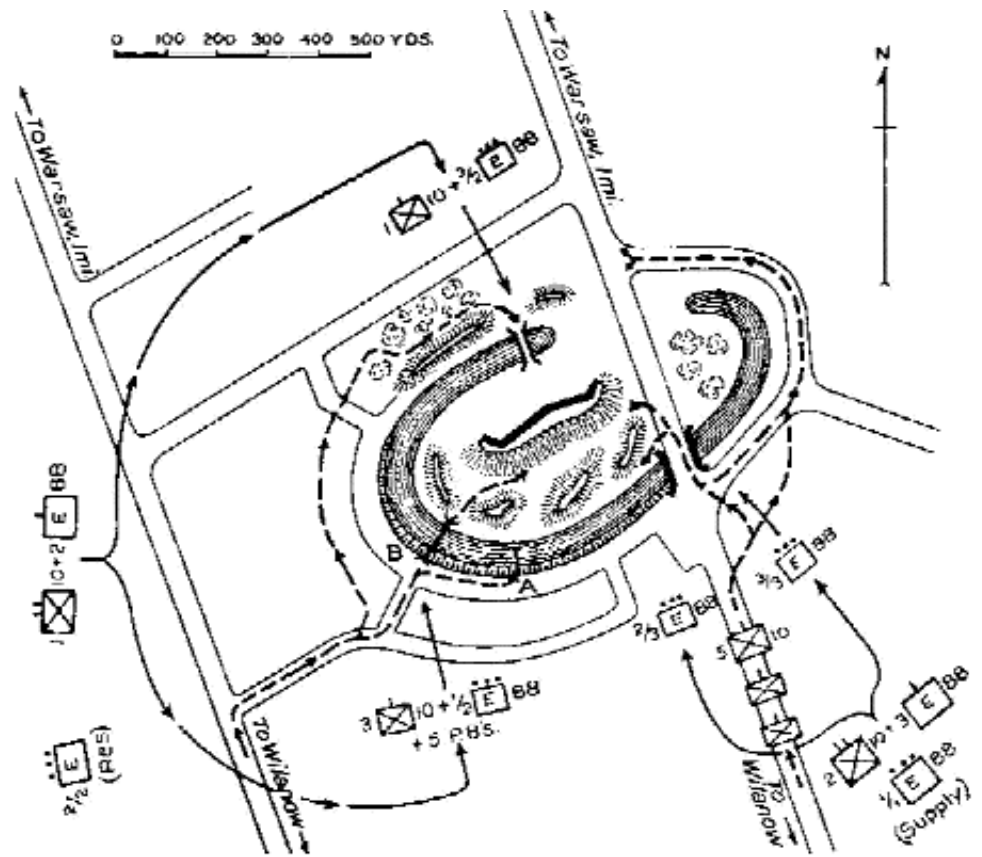 0 100 200 300 400 500 YDS.
N
To Warsaw, 1mi.
To Warsaw, 1mi.
1 10 + 3/2 E 88
1 10 + 2 E 88
B
A
3/3 E 88
2/3 E 88
5 10
3 10 + 1/2 E 88
+ 5 P.B's.
2 10 + 3 E 88
E 88
(Supply)
2/2 E (Res)
To Wilanow
To Wilanow